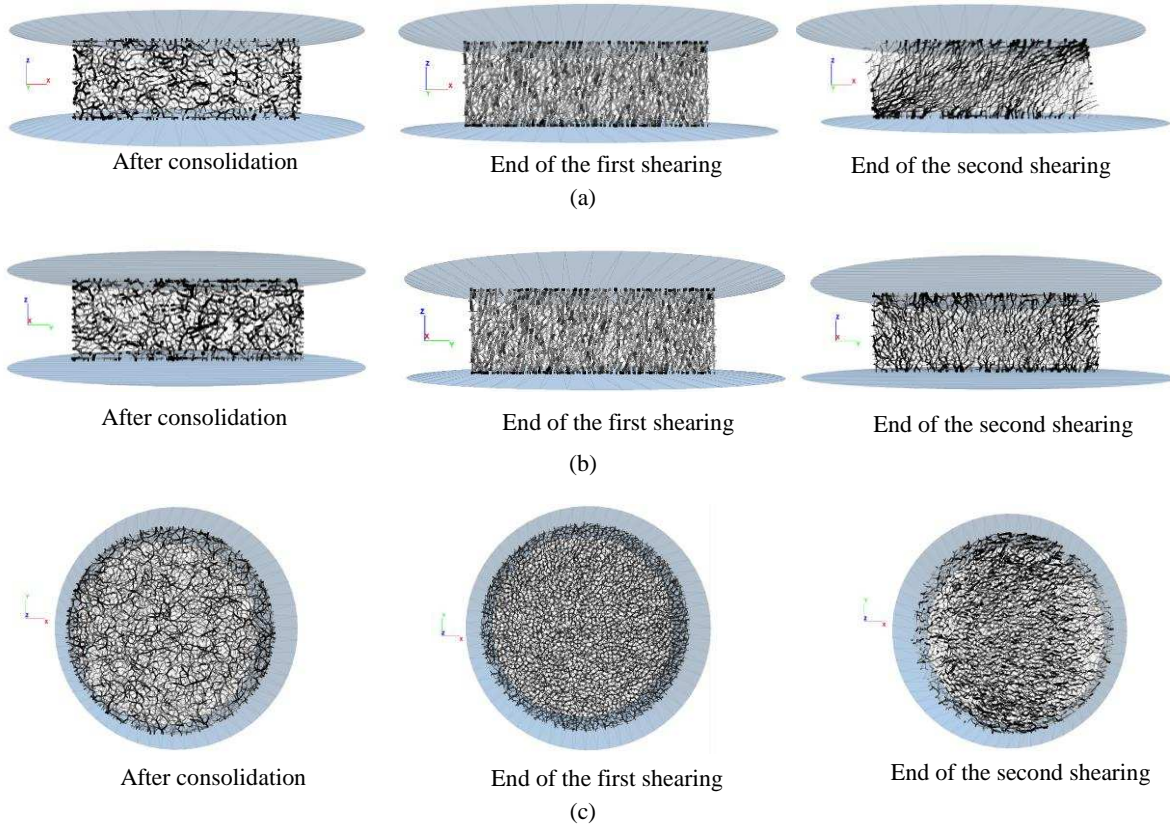 z
x
y
z
x
y
z
x
y
After consolidation
End of the first shearing
End of the second shearing
(a)
z
x
y
z
x
y
z
x
y
After consolidation
End of the first shearing
End of the second shearing
(b)
y
z
x
y
z
x
y
z
x
After consolidation
End of the first shearing
End of the second shearing
(c)